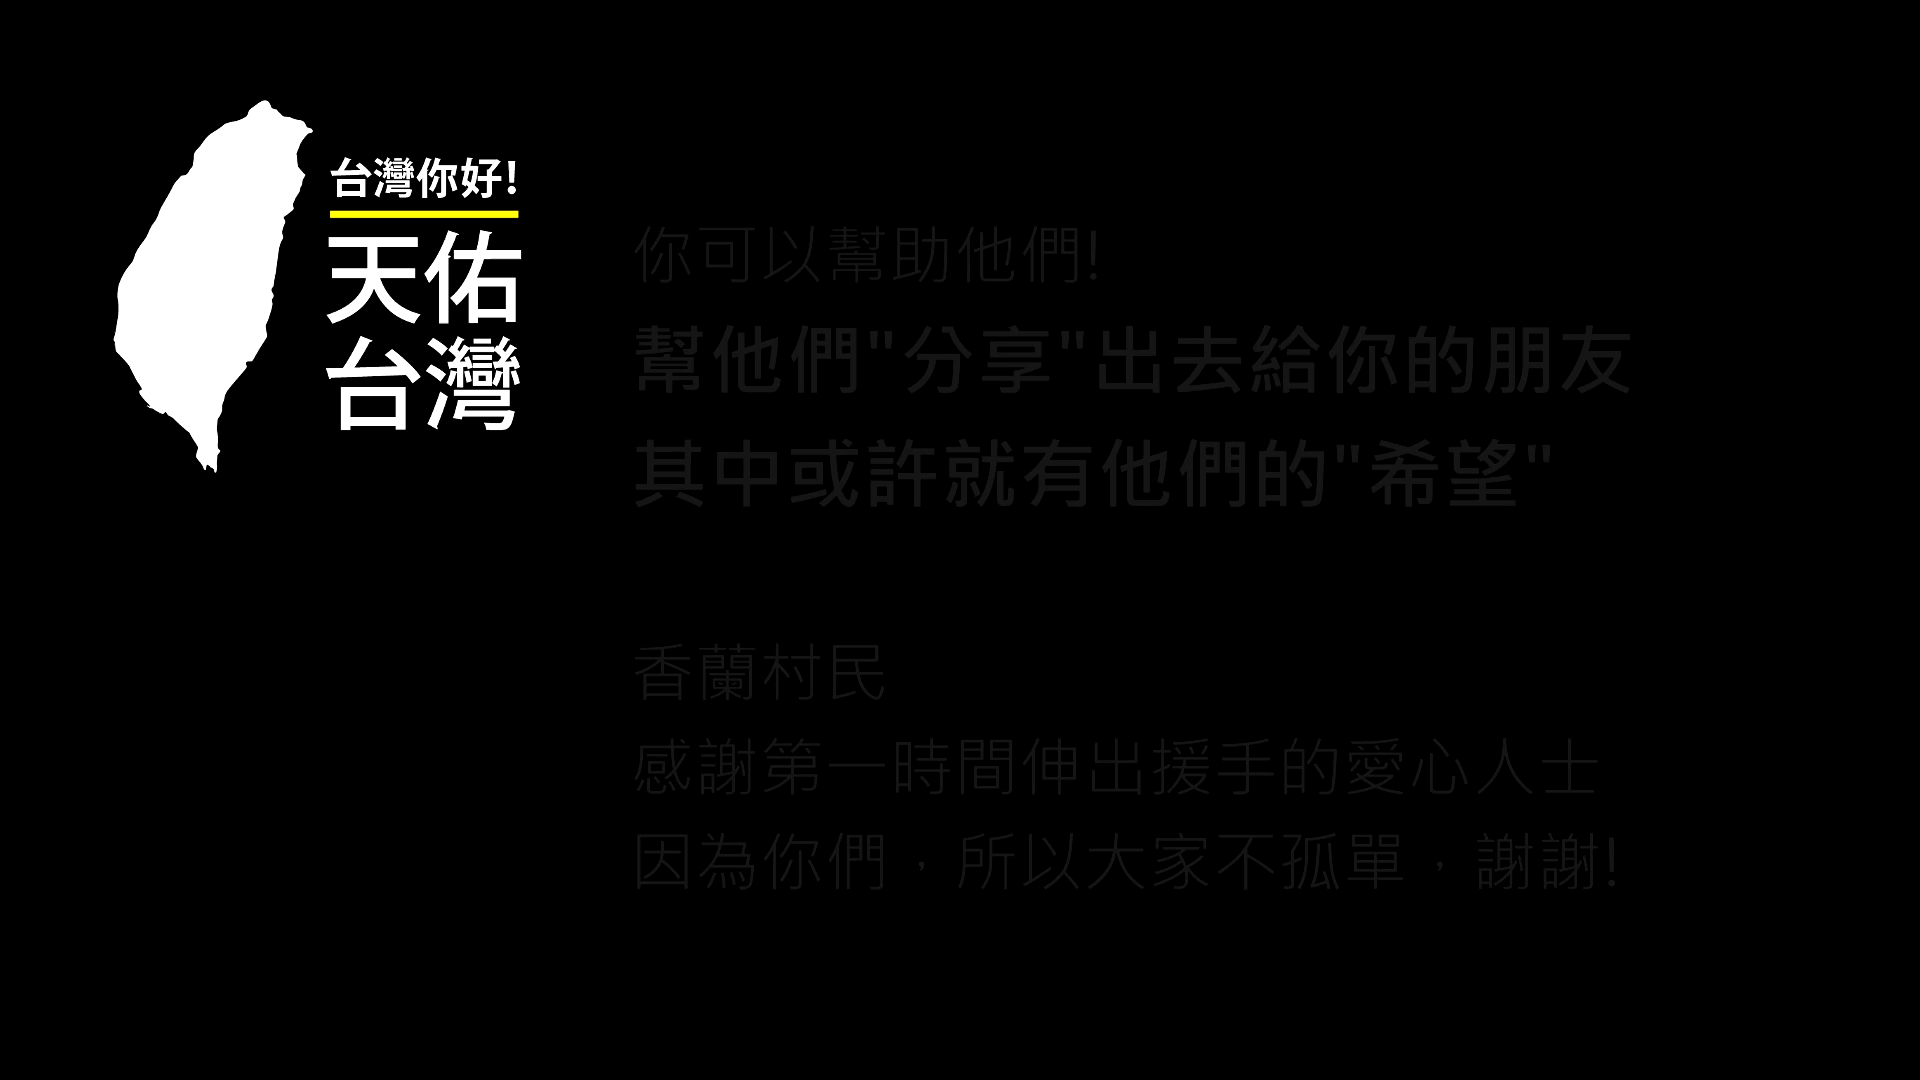 台灣你好!
天佑
台灣
你可以幫助他們!
幫他們"分享"出去給你的朋友
其中或許就有他們的"希望"
香蘭村民
感謝第一時間伸出援手的愛心人士
因為你們，所以大家不孤單，謝謝!